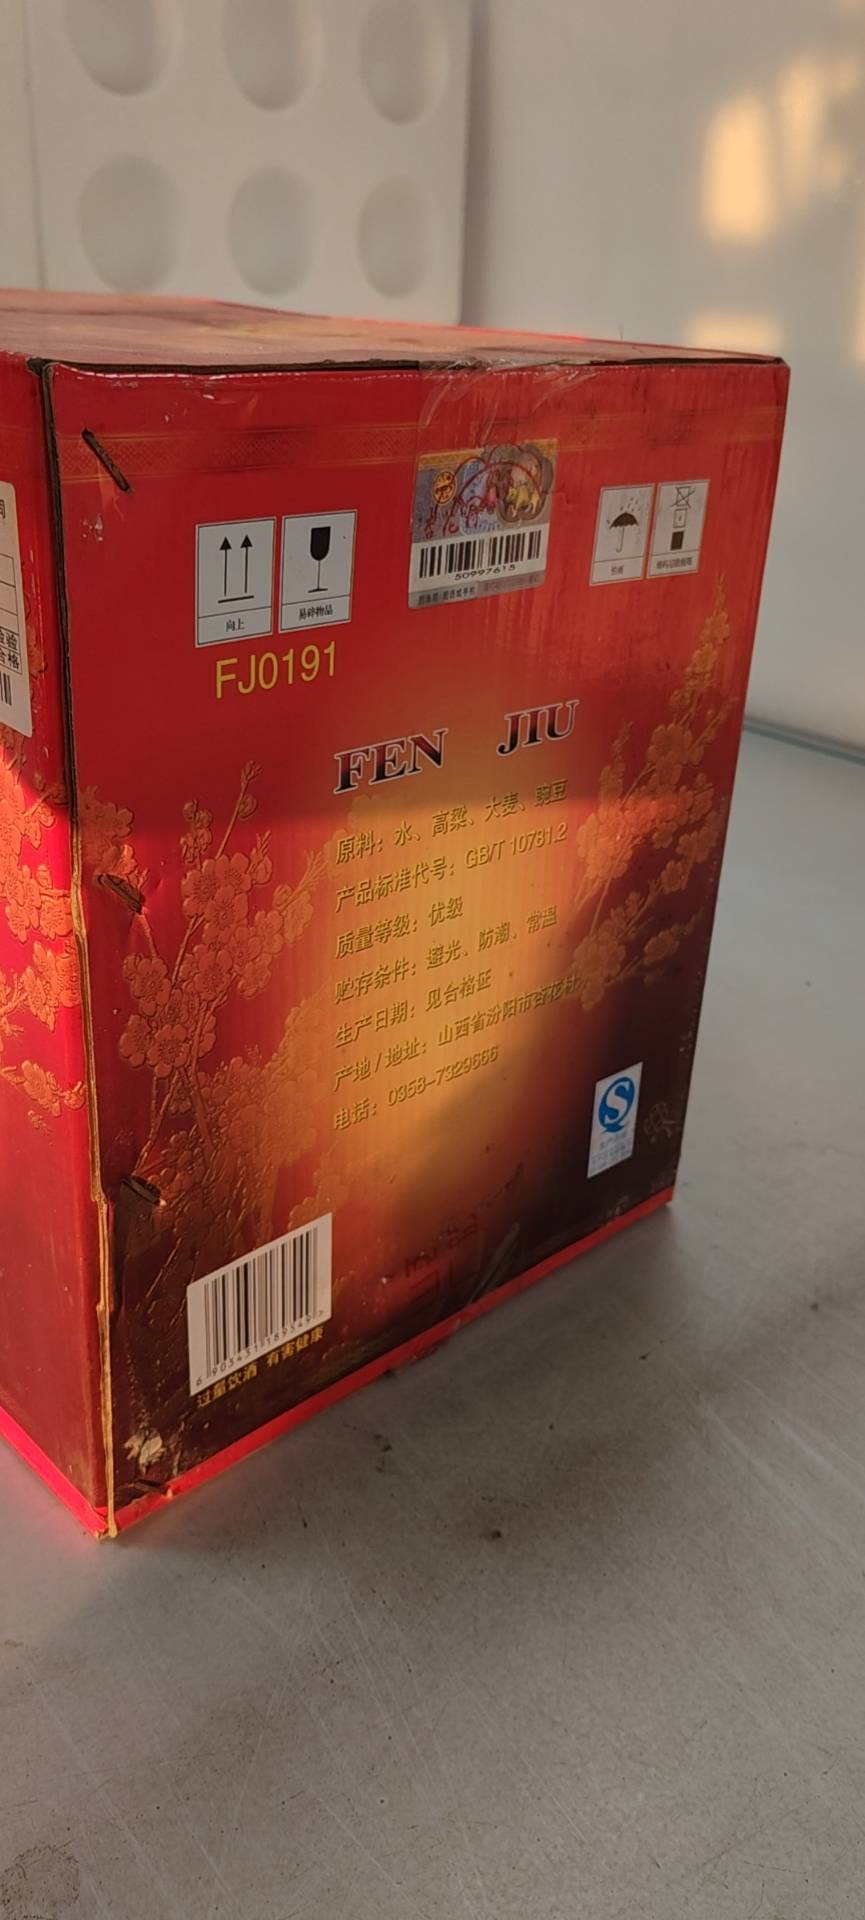 向上
易碎物品
50997615
怕雨
FJ0191
FEN JIU
原料：水、高粱、大麦、豌豆
产品标准代号：GB/T 10781.2
质量等级：优级
贮存条件：避光、防潮、常温
生产日期：见合格证
产地/地址：山西省汾阳市杏花村
电话：0358-7329666
过量饮酒 有害健康